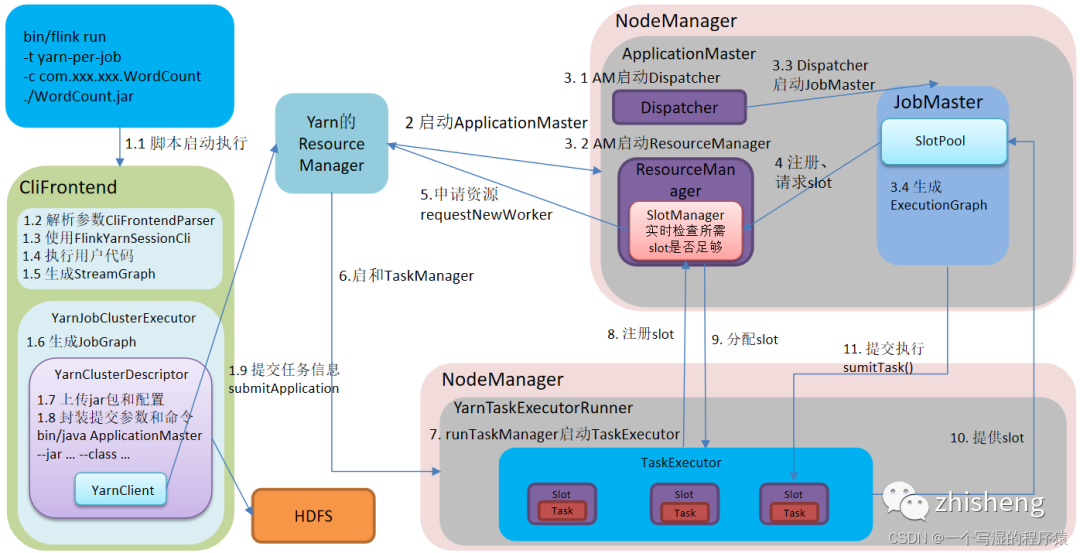 bin/flink run
-t yarn-per-job
-c com.xxx.xxx.WordCount
./WordCount.jar
1.1 脚本启动执行
CliFrontend
1.2 解析参数CliFrontendParser
1.3 使用FlinkYarnSessionCli
1.4 执行用户代码
1.5 生成StreamGraph
YarnJobClusterExecutor
1.6 生成JobGraph
YarnClusterDescriptor
1.7 上传jar包和配置
1.8 封装提交参数和命令
bin/java ApplicationMaster
--jar … --class …
YarnClient
1.9 提交任务信息
submitApplication
HDFS
Yarn的
Resource
Manager
2 启动ApplicationMaster
5.申请资源
requestNewWorker
6.启和TaskManager
NodeManager
ApplicationMaster
3. 1 AM启动Dispatcher
Dispatcher
3.3 Dispatcher
启动JobMaster
3. 2 AM启动ResourceManager
ResourceMan
ager
SlotManager
实时检查所需
slot是否足够
4 注册、
请求slot
JobMaster
SlotPool
3.4 生成
ExecutionGraph
8. 注册slot
9. 分配slot
11. 提交执行
sumitTask()
10. 提供slot
NodeManager
YarnTaskExecutorRunner
7. runTaskManager启动TaskExecutor
TaskExecutor
Slot
Task
Slot
Task
Slot
Task
zhisheng
CSDN @一个写湿的程序猿